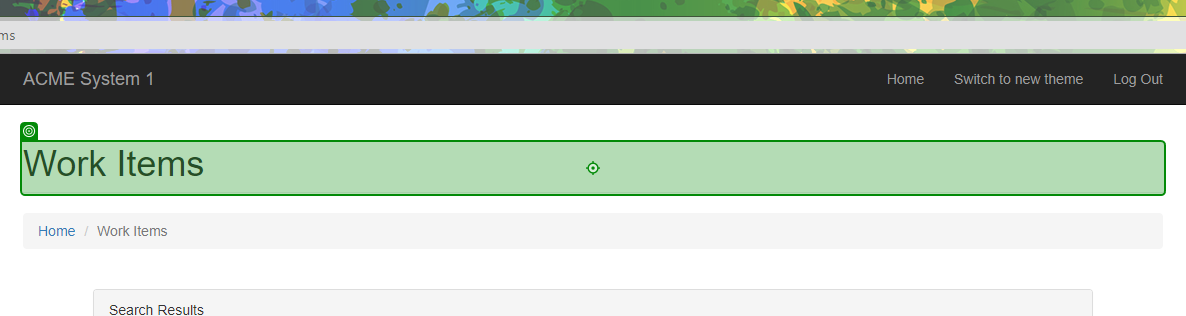 ms
ACME System 1 Home Switch to new theme Log Out
Work Items
Home / Work Items
Search Results